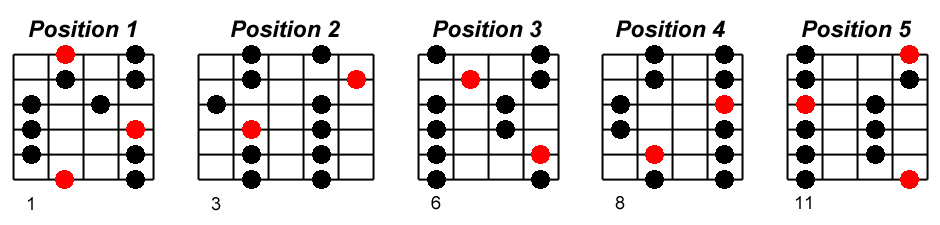 Position 1
Position 2
Position 3
Position 4
Position 5
1
3
6
8
11